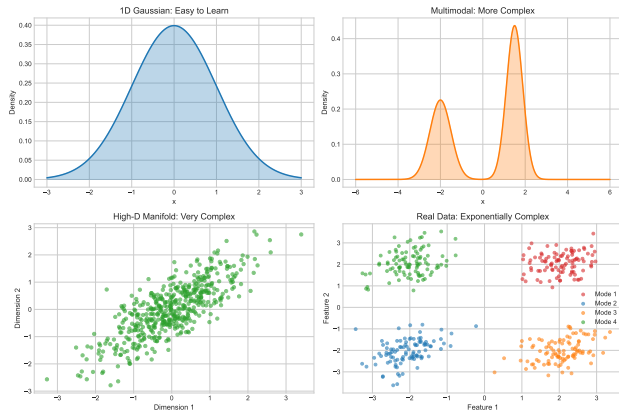 1D Gaussian: Easy to Learn
0.40
0.35
0.30
0.25
0.20
0.15
0.10
0.05
0.00
Density
−3 −2 −1 0 1 2 3
x
Multimodal: More Complex
0.4
0.3
0.2
0.1
0.0
Density
−6 −4 −2 0 2 4 6
x
High-D Manifold: Very Complex
3
2
1
0
−1
−2
−3
Dimension 2
−3 −2 −1 0 1 2 3
Dimension 1
Real Data: Exponentially Complex
3
2
1
0
−1
−2
−3
Feature 2
Mode 1
Mode 2
Mode 3
Mode 4
−3 −2 −1 0 1 2 3
Feature 1